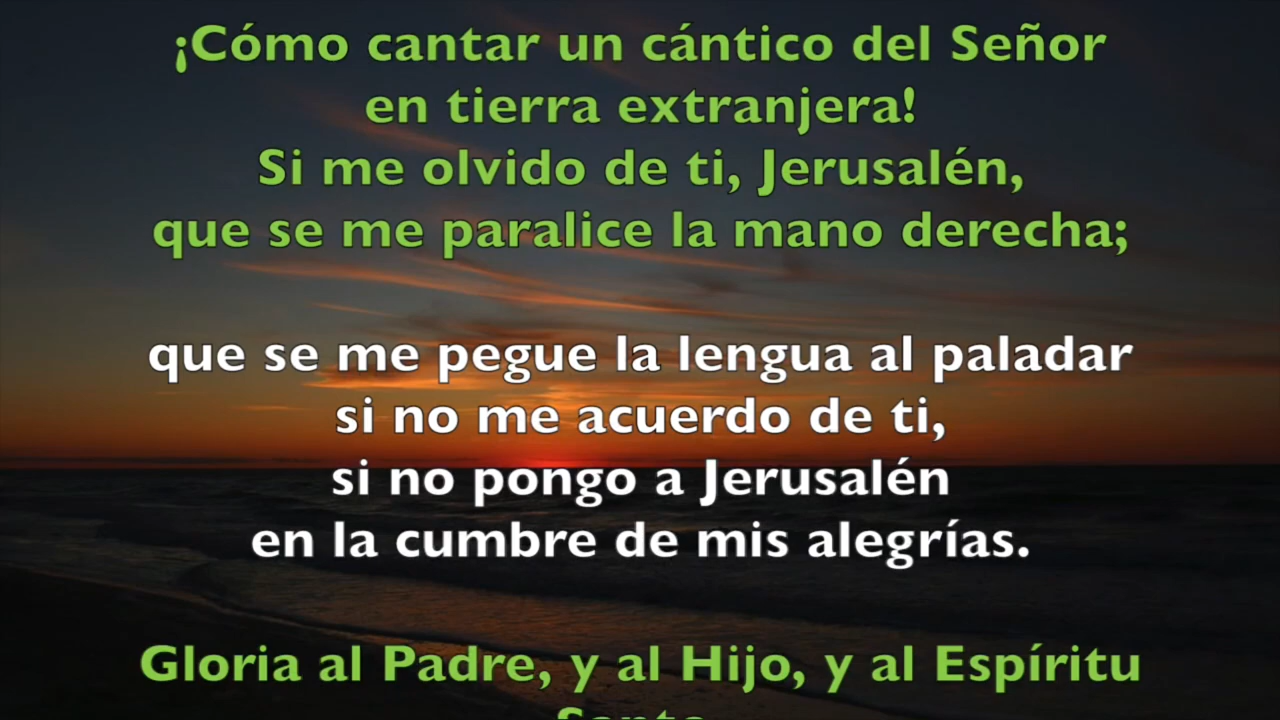 ¡Cómo cantar un cántico del Señor
en tierra extranjera!
Si me olvido de ti, Jerusalén,
que se me paralice la mano derecha;
que se me pegue la lengua al paladar
si no me acuerdo de ti,
si no pongo a Jerusalén
en la cumbre de mis alegrías.
Gloria al Padre, y al Hijo, y al Espíritu